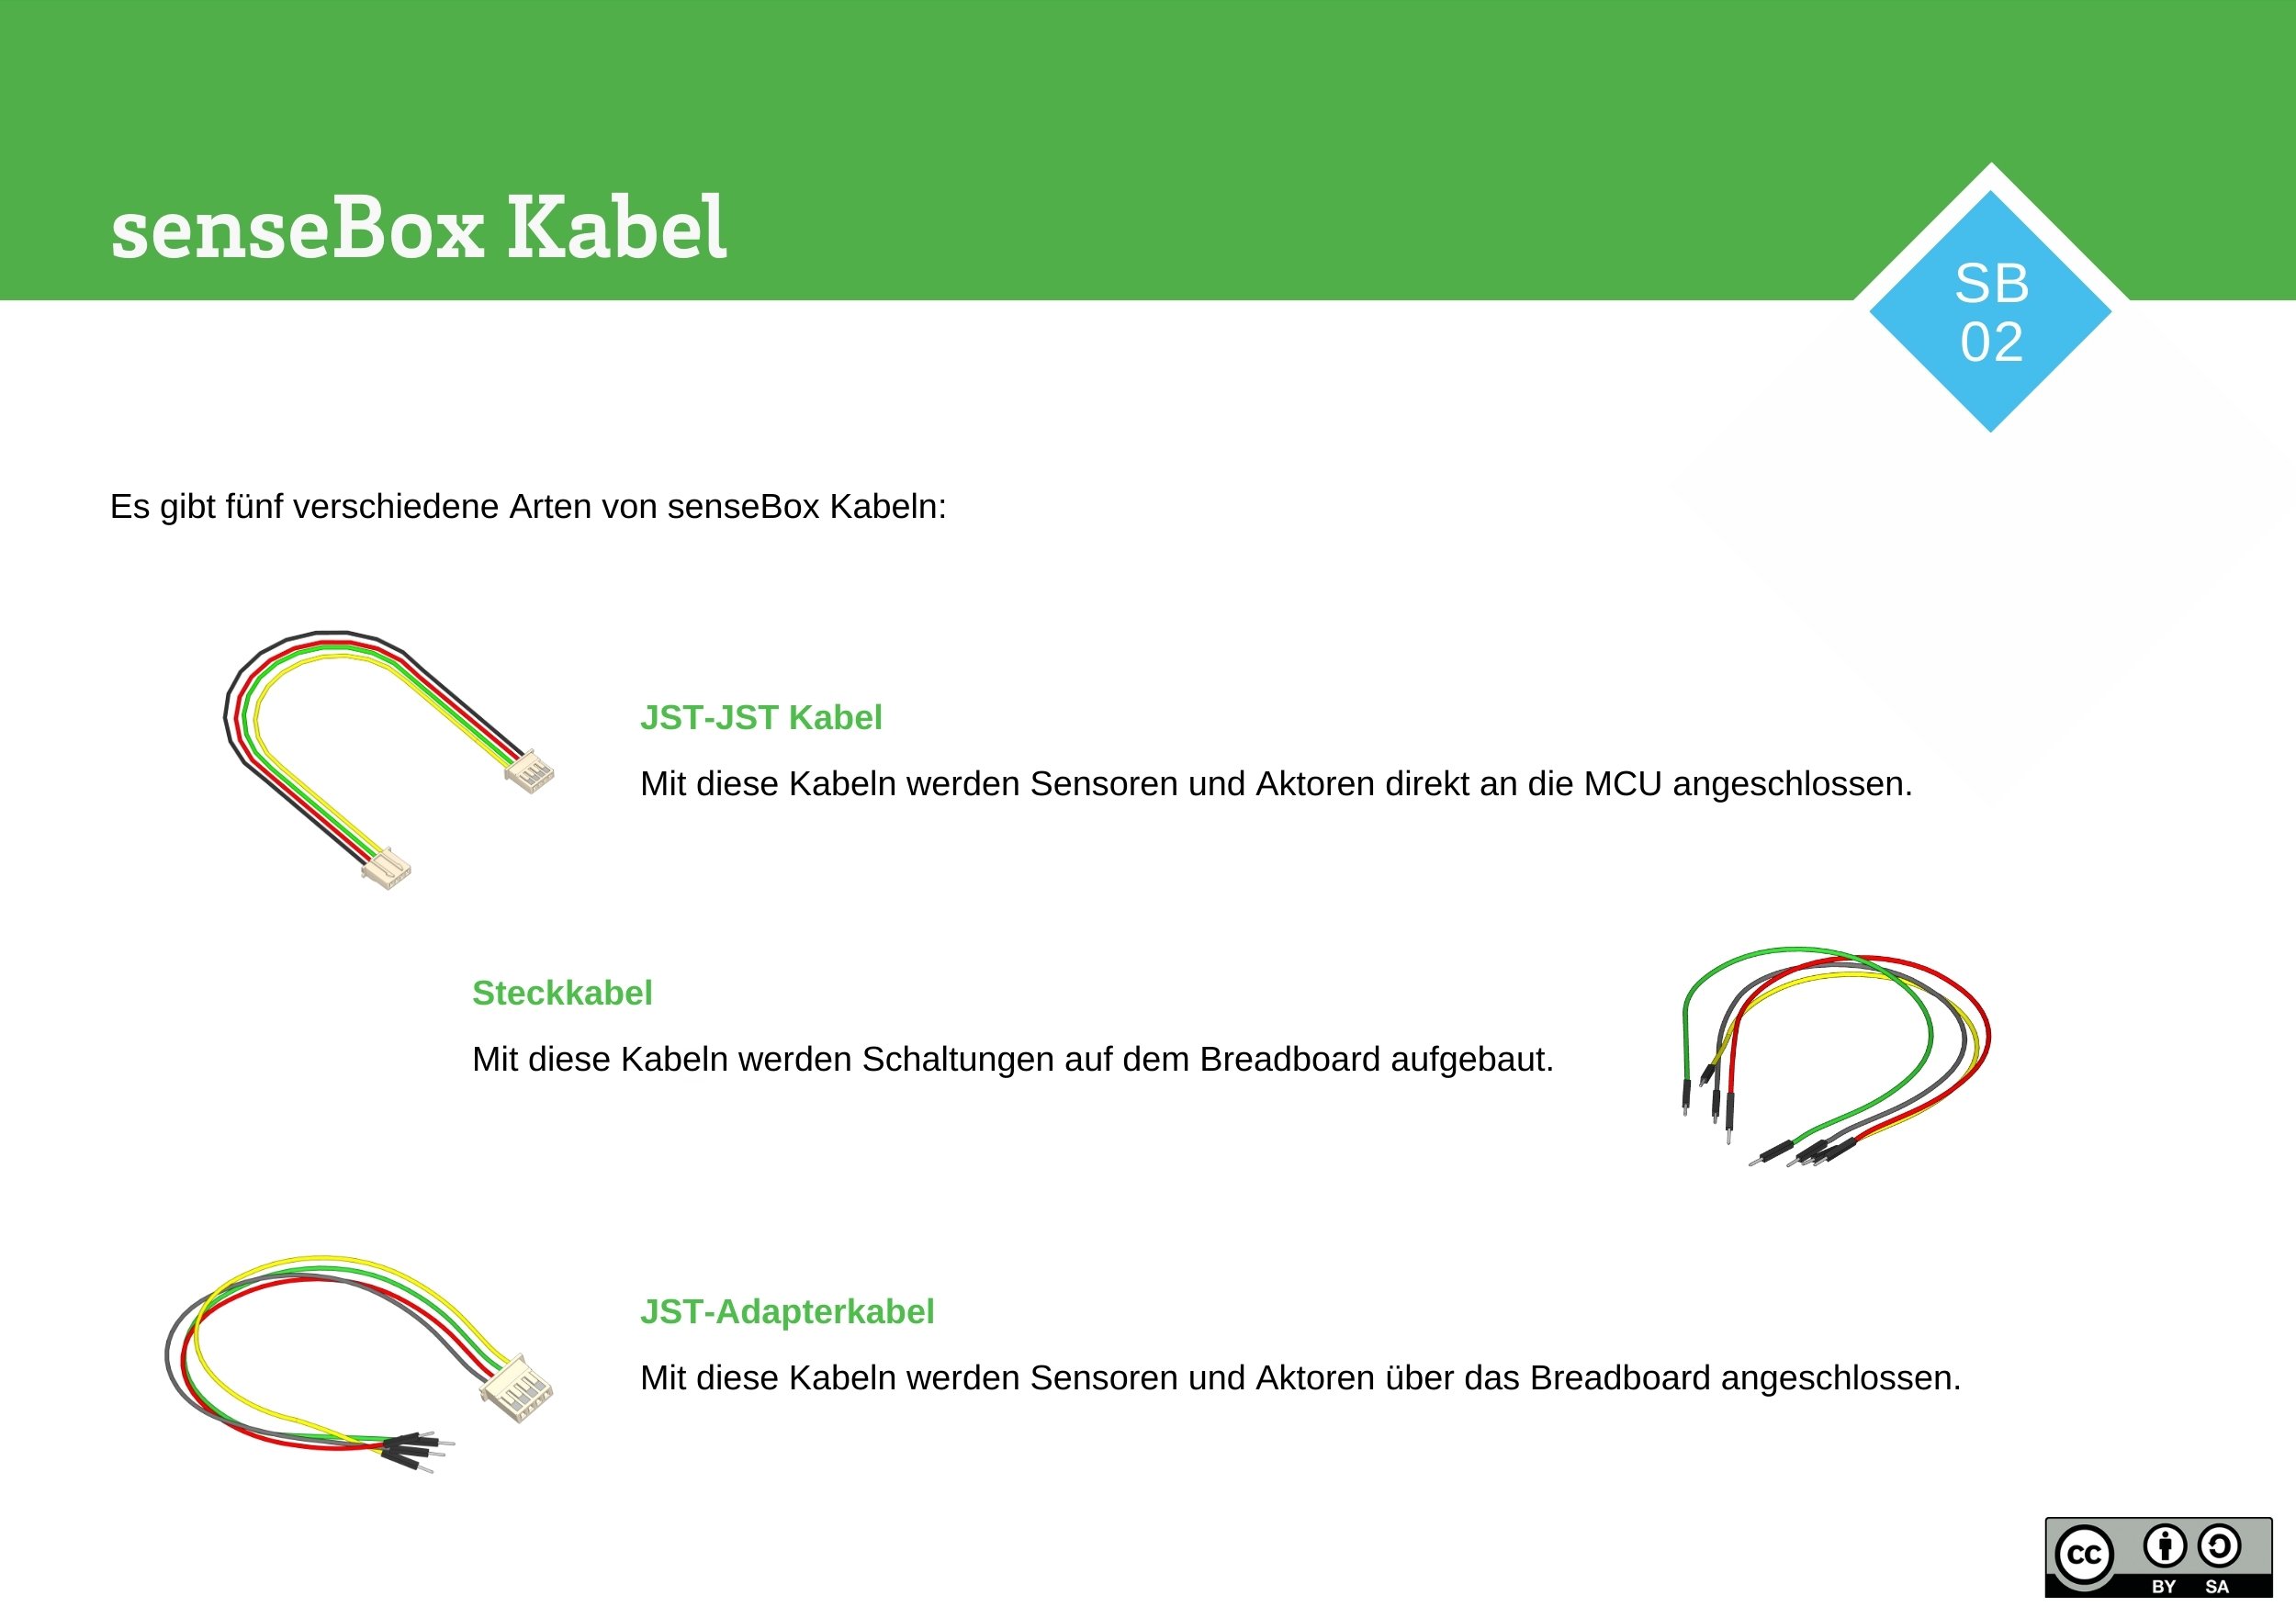 senseBox Kabel
SB
02
Es gibt fünf verschiedene Arten von senseBox Kabeln:
JST-JST Kabel
Mit diese Kabeln werden Sensoren und Aktoren direkt an die MCU angeschlossen.
Steckkabel
Mit diese Kabeln werden Schaltungen auf dem Breadboard aufgebaut.
JST-Adapterkabel
Mit diese Kabeln werden Sensoren und Aktoren über das Breadboard angeschlossen.
cc
BY SA